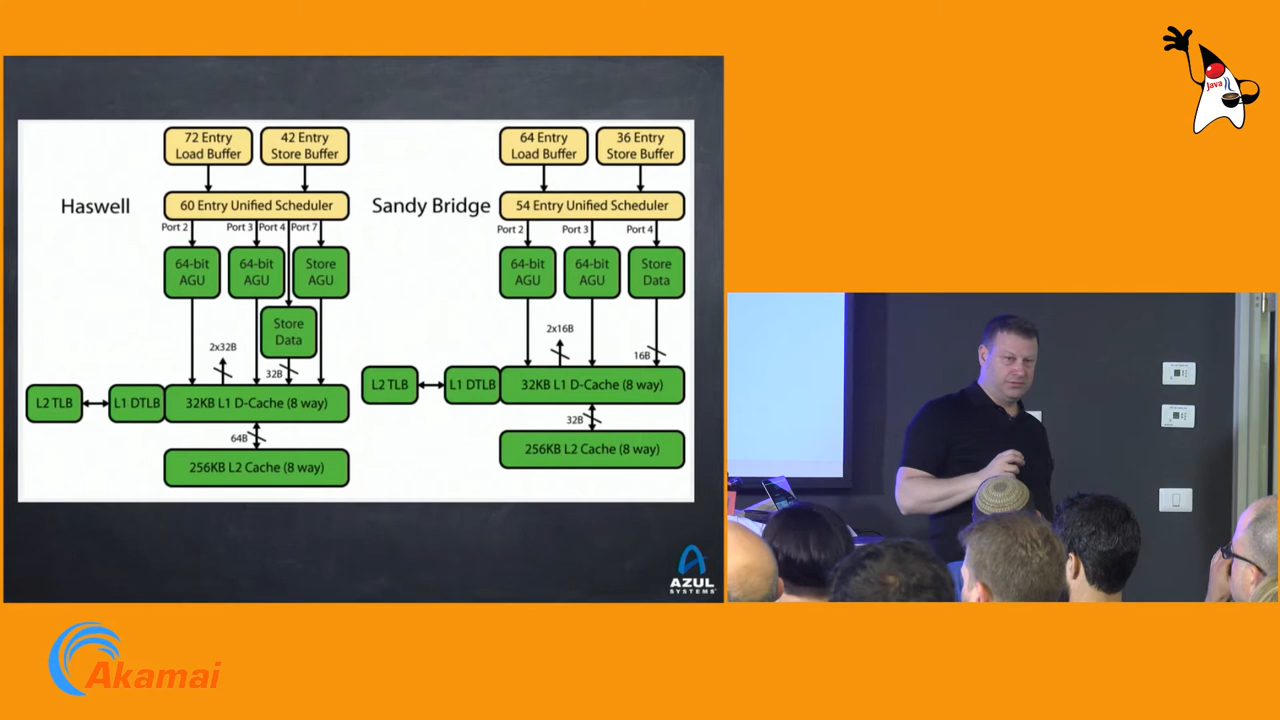 72 Entry
Load Buffer
42 Entry
Store Buffer
Haswell
60 Entry Unified Scheduler
Port 2
Port 3
Port 4
Port 7
64-bit
AGU
64-bit
AGU
Store
AGU
Store
Data
2x32B
32B
L2 TLB
L1 DTLB
32KB L1 D-Cache (8 way)
64B
256KB L2 Cache (8 way)
64 Entry
Load Buffer
36 Entry
Store Buffer
Sandy Bridge
54 Entry Unified Scheduler
Port 2
Port 3
Port 4
64-bit
AGU
64-bit
AGU
Store
Data
2x16B
16B
L2 TLB
L1 DTLB
32KB L1 D-Cache (8 way)
32B
256KB L2 Cache (8 way)
AZUL
SYSTEMS
Java
Akamai